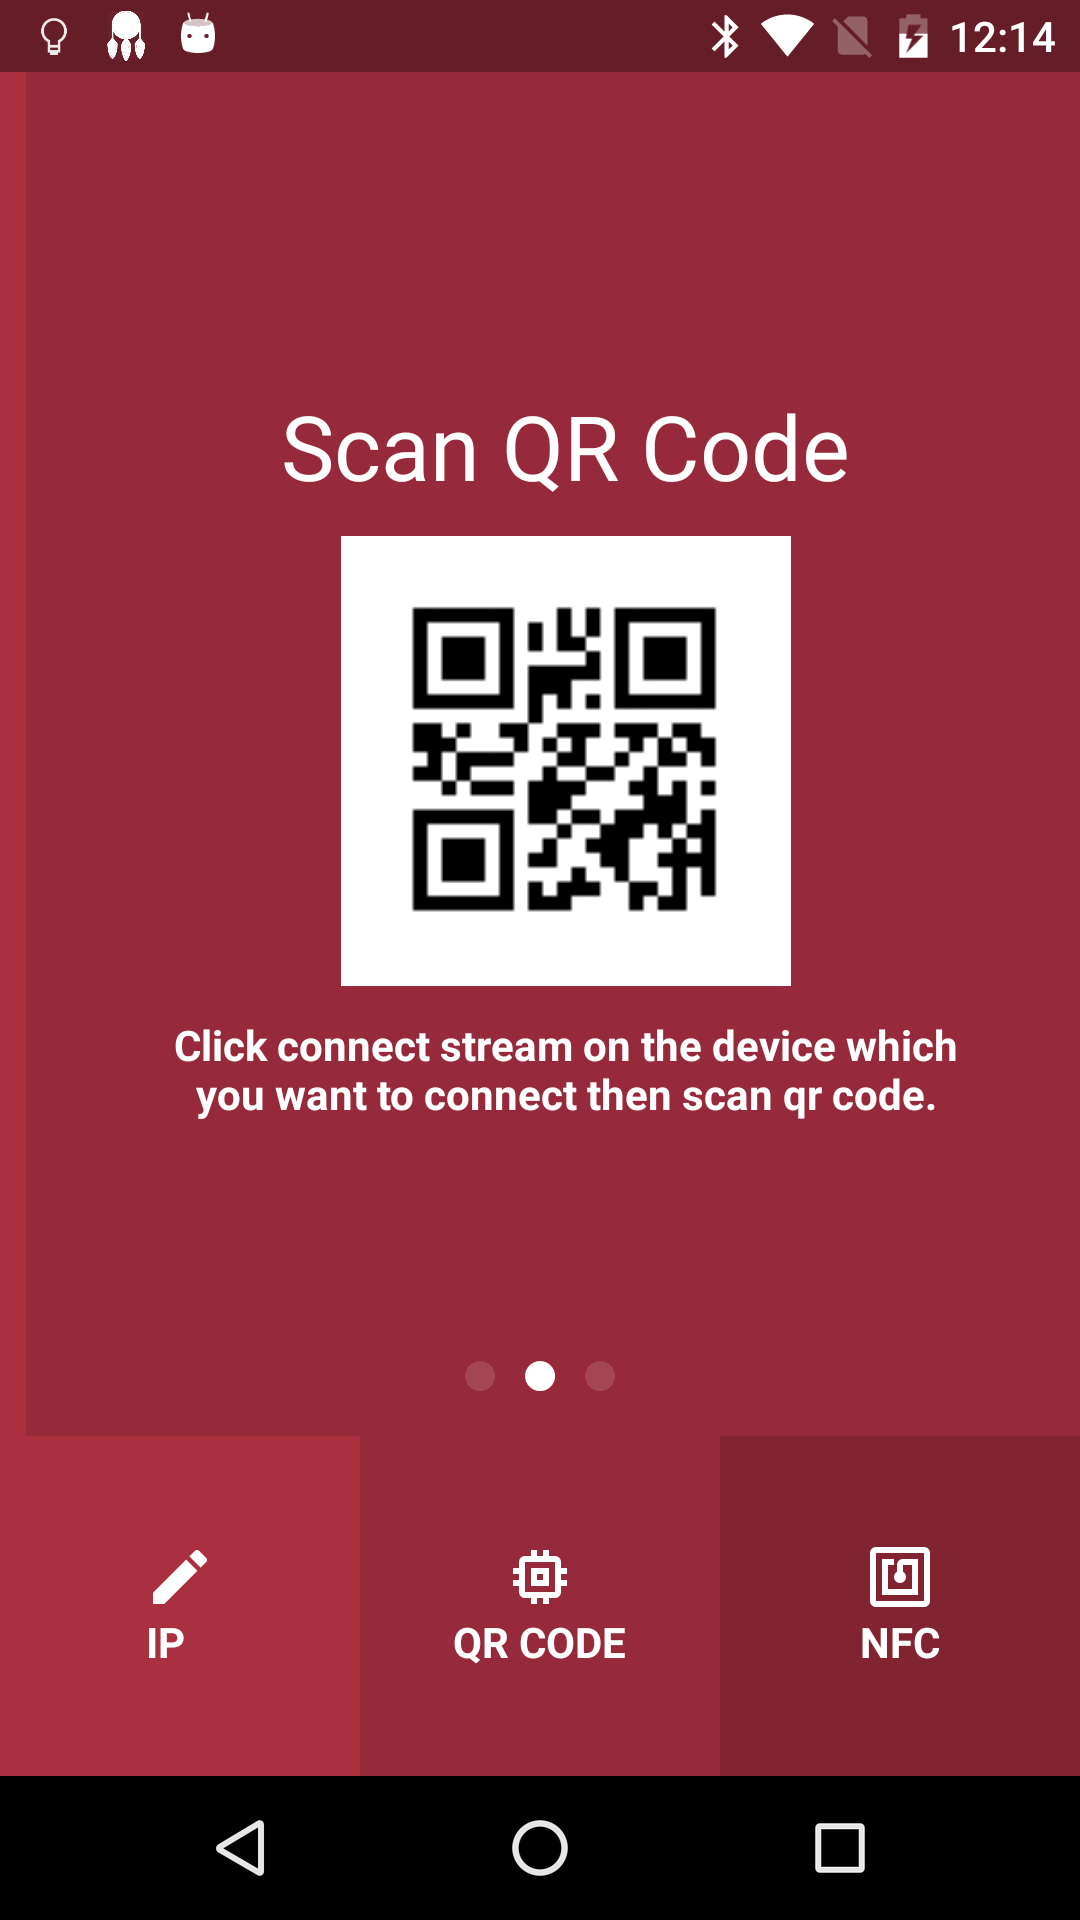 12:14
Scan QR Code
Click connect stream on the device which
you want to connect then scan qr code.
IP
QR CODE
NFC